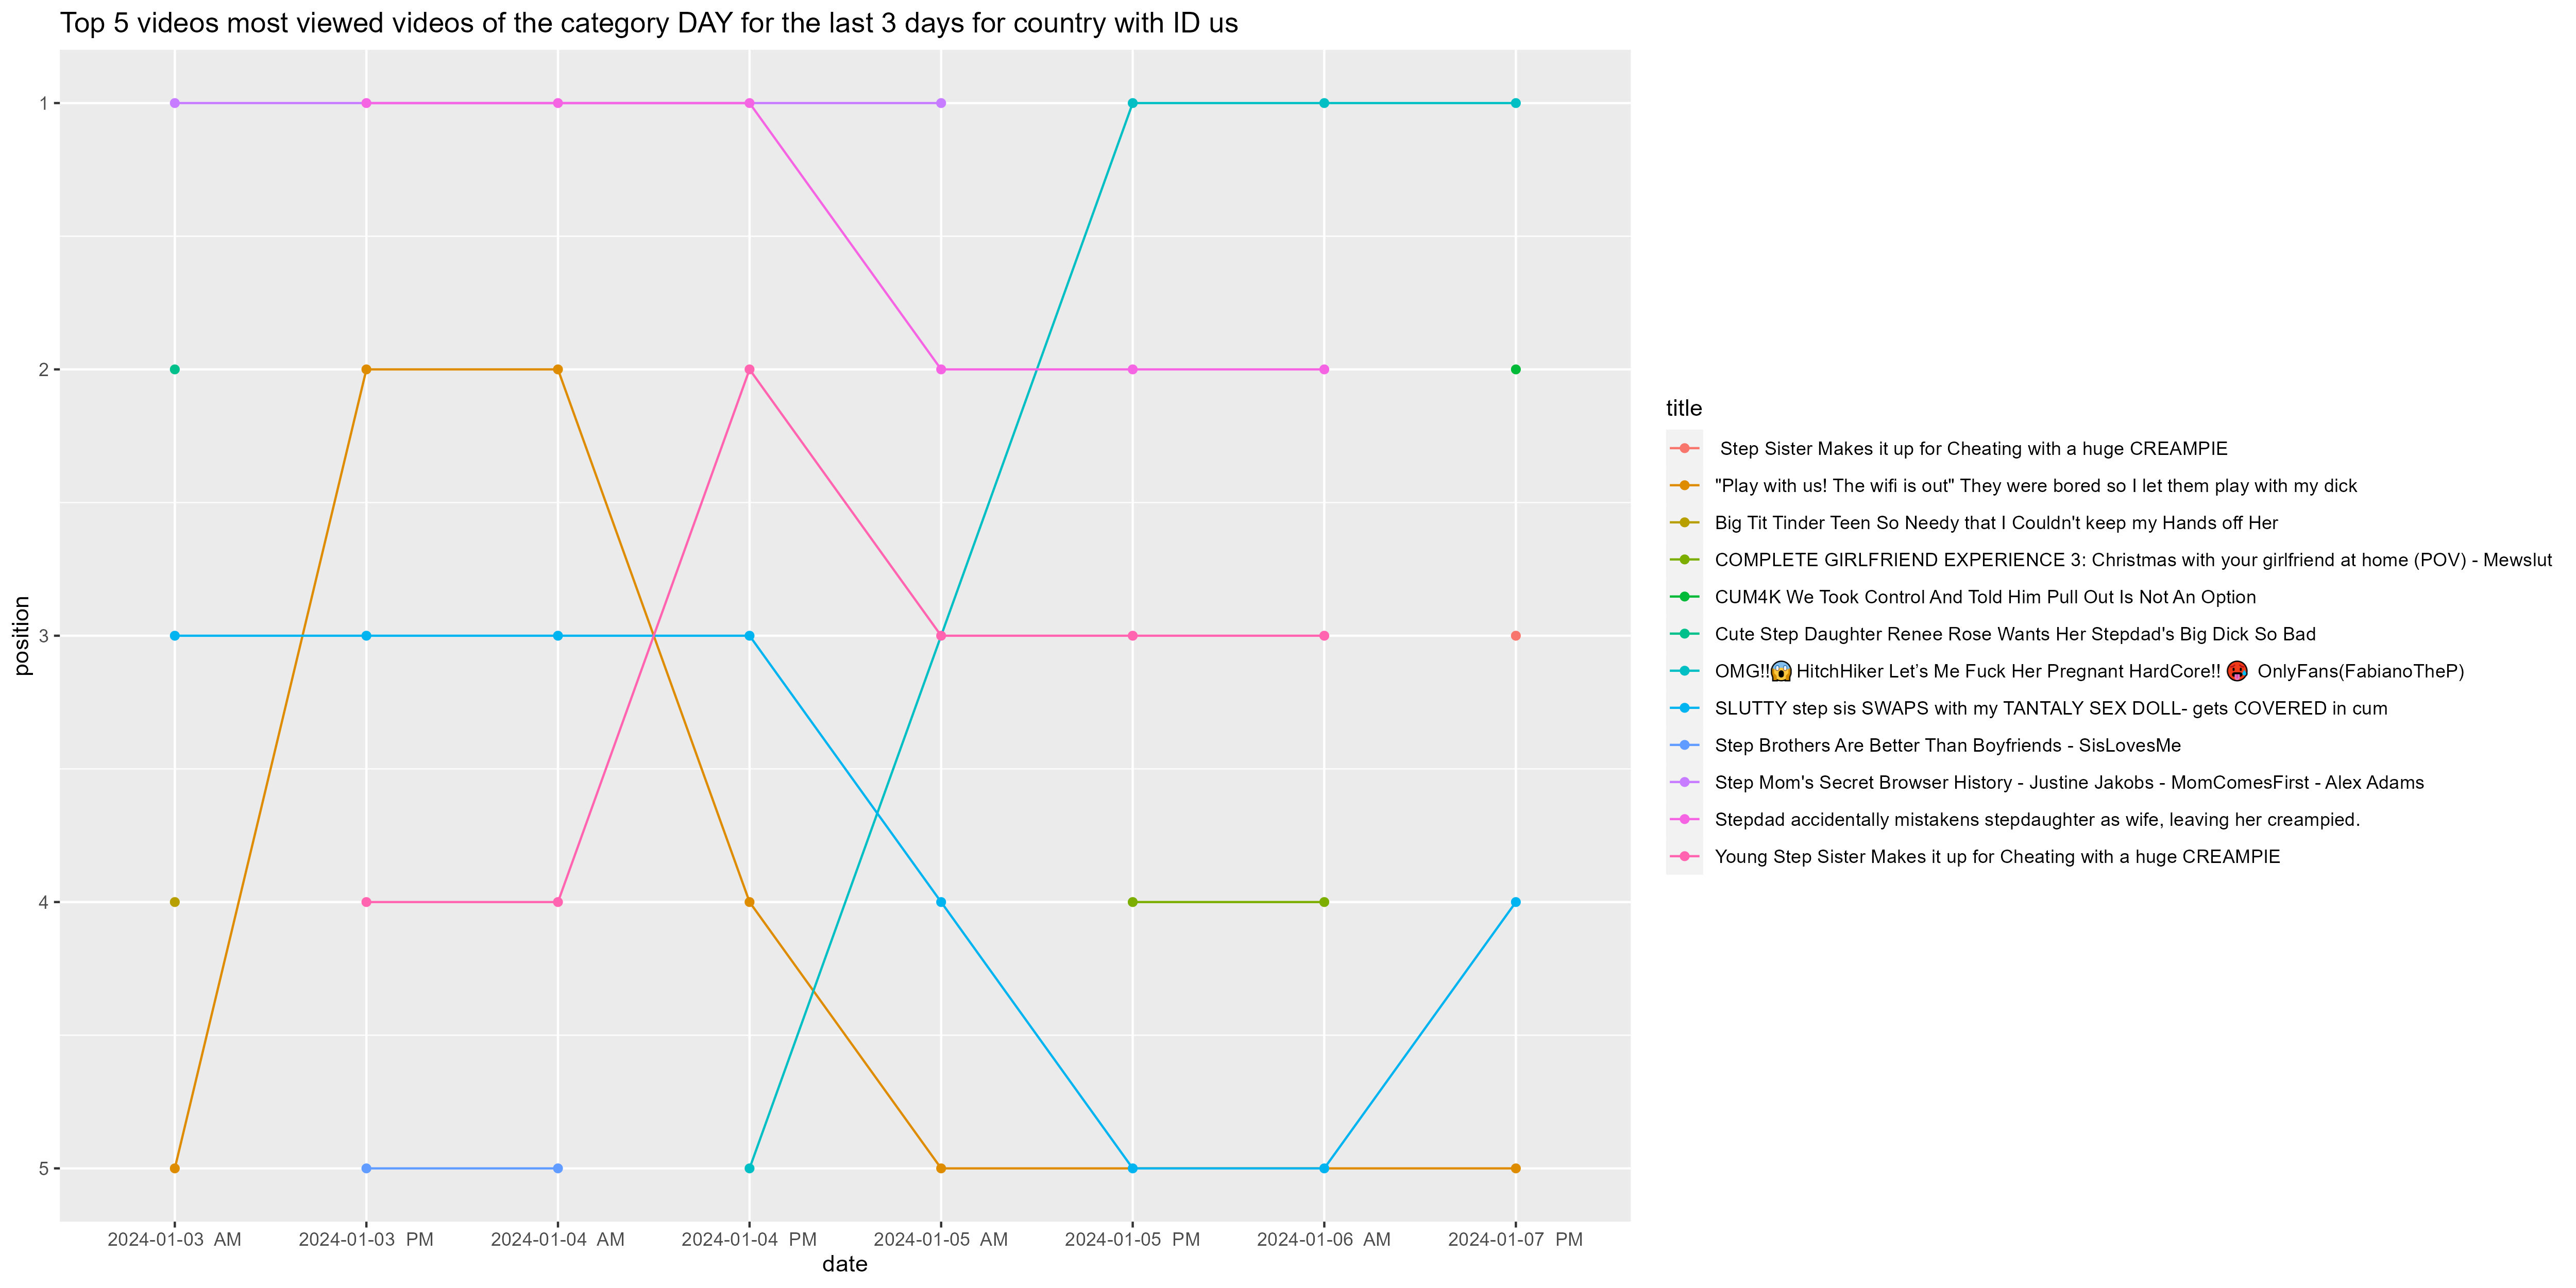 Top 5 videos most viewed videos of the category DAY for the last 3 days for country with ID us
1
2
3
4
5
position
2024-01-03 AM
2024-01-03 PM
2024-01-04 AM
2024-01-04 PM
2024-01-05 AM
2024-01-05 PM
2024-01-06 AM
2024-01-07 PM
date
title
Step Sister Makes it up for Cheating with a huge CREAMPIE
"Play with us! The wifi is out" They were bored so I let them play with my dick
Big Tit Tinder Teen So Needy that I Couldn't keep my Hands off Her
COMPLETE GIRLFRIEND EXPERIENCE 3: Christmas with your girlfriend at home (POV) - Mewslut
CUM4K We Took Control And Told Him Pull Out Is Not An Option
Cute Step Daughter Renee Rose Wants Her Stepdad's Big Dick So Bad
OMG!!😱 HitchHiker Let's Me Fuck Her Pregnant HardCore!! 🥵 OnlyFans(FabianoTheP)
SLUTTY step sis SWAPS with my TANTALY SEX DOLL- gets COVERED in cum
Step Brothers Are Better Than Boyfriends - SisLovesMe
Step Mom's Secret Browser History - Justine Jakobs - MomComesFirst - Alex Adams
Stepdad accidentally mistakens stepdaughter as wife, leaving her creampied.
Young Step Sister Makes it up for Cheating with a huge CREAMPIE